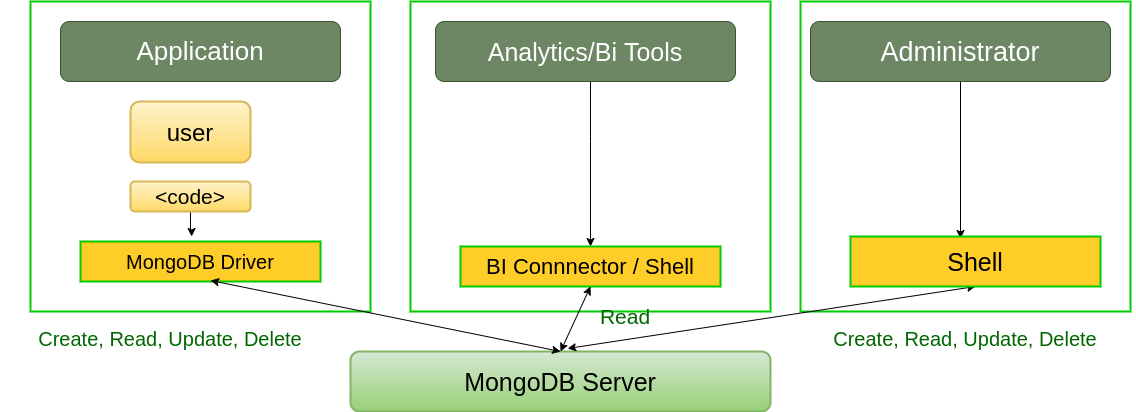 Application
Analytics/Bi Tools
Administrator
user
<code>
MongoDB Driver
BI Connnector / Shell
Shell
Read
Create, Read, Update, Delete
Create, Read, Update, Delete
MongoDB Server